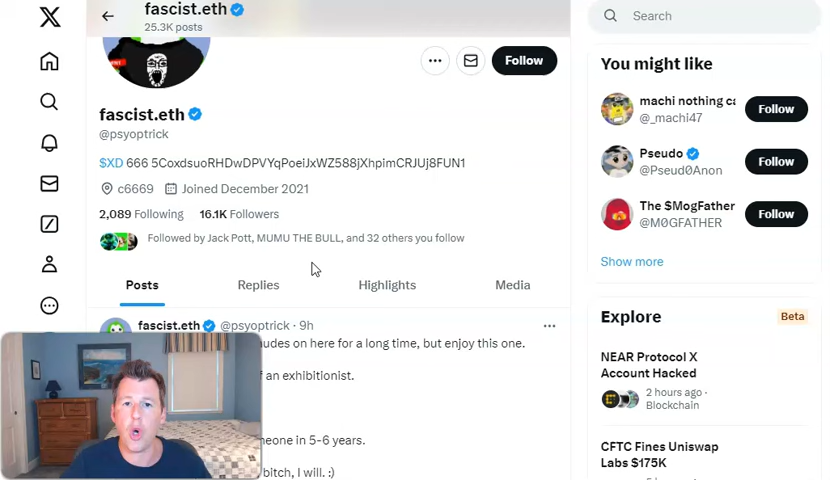 fascist.eth
25.3K posts
Follow
fascist.eth
@psyoptrick
$XD 666 5CoxdsuoRHDwDPVYqPoeiJxWZ588jXhpimCRJUj8FUN1
c6669 Joined December 2021
2,089 Following 16.1K Followers
Followed by Jack Pott, MUMU THE BULL, and 32 others you follow
Posts Replies Highlights Media
fascist.eth @psyoptrick · 9h
nudes on here for a long time, but enjoy this one.
f an exhibitionist.
meone in 5-6 years.
bitch, I will. :)
Search
You might like
machi nothing ca
@_machi47
Follow
Pseudo
@Pseud0Anon
Follow
The $MogFather
@M0GFATHER
Follow
Show more
Explore Beta
NEAR Protocol X
Account Hacked
2 hours ago ·
Blockchain
CFTC Fines Uniswap
Labs $175K